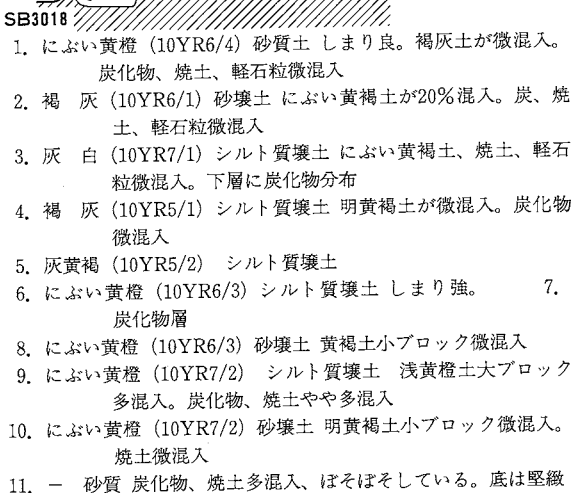 SB3018
1. にぶい黄橙 (10YR6/4) 砂質土 しまり良。褐灰土が微混入。
炭化物、焼土、軽石粒微混入
2. 褐 灰 (10YR6/1) 砂壌土 にぶい黄褐土が20%混入。炭、焼
土、軽石粒微混入
3. 灰 白 (10YR7/1) シルト質壌土 にぶい黄褐土、焼土、軽石
粒微混入。下層に炭化物分布
4. 褐 灰 (10YR5/1) シルト質壌土 明黄褐土が微混入。炭化物
微混入
5. 灰黄褐 (10YR5/2) シルト質壌土
6. にぶい黄橙 (10YR6/3) シルト質壌土 しまり強。 7.
炭化物層
8. にぶい黄橙 (10YR6/3) 砂壌土 黄褐土小ブロック微混入
9. にぶい黄橙 (10YR7/2) シルト質壌土 浅黄橙土大ブロック
多混入。炭化物、焼土やや多混入
10. にぶい黄橙 (10YR7/2) 砂壌土 明黄褐土小ブロック微混入。
焼土微混入
11. － 砂質 炭化物、焼土多混入、ぼそぼそしている。底は堅緻